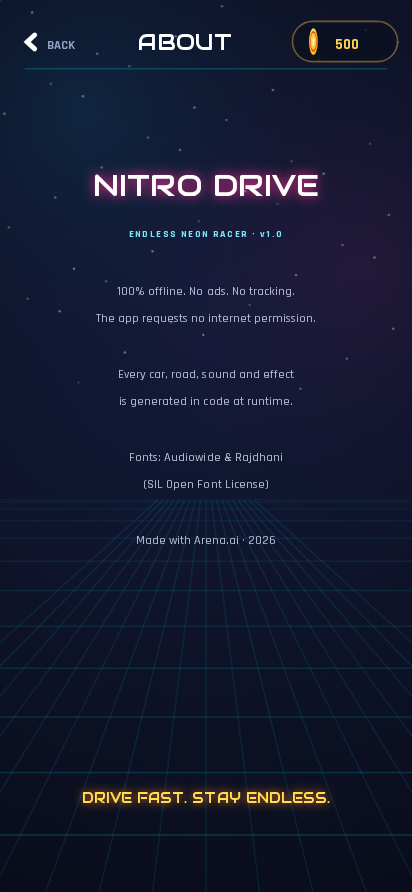 BACK
ABOUT
500
NITRO DRIVE
ENDLESS NEON RACER · v1.0
100% offline. No ads. No tracking.
The app requests no internet permission.
Every car, road, sound and effect
is generated in code at runtime.
Fonts: Audiowide & Rajdhani
(SIL Open Font License)
Made with Arena.ai · 2026
DRIVE FAST. STAY ENDLESS.